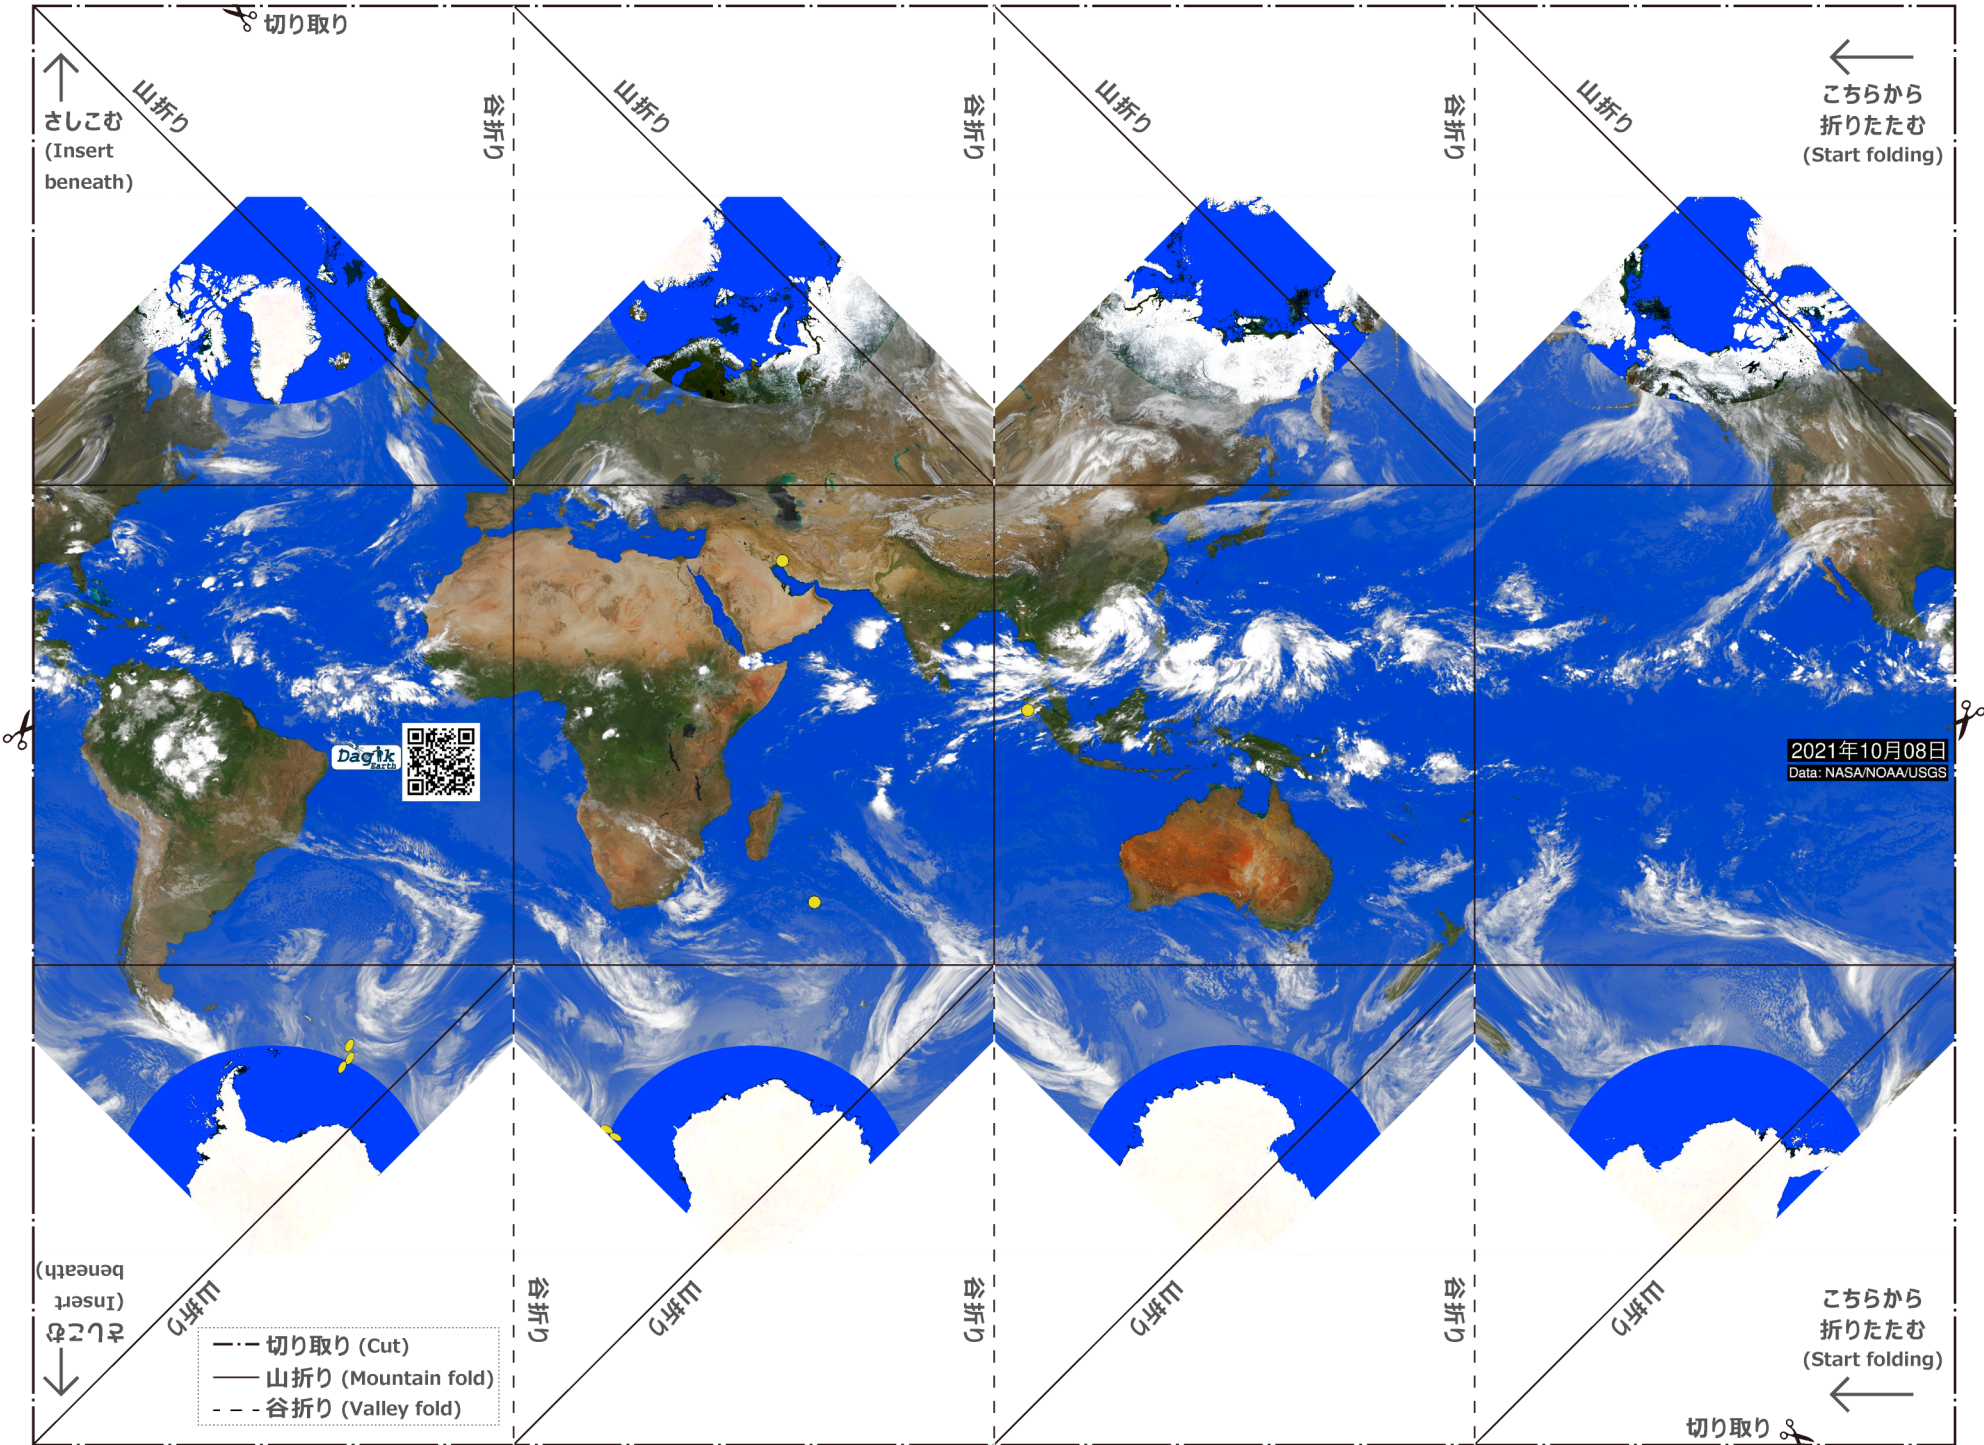 切り取り
さしこむ
(Insert
beneath)
山折り
谷折り
山折り
谷折り
山折り
谷折り
山折り
こちらから
折りたたむ
(Start folding)
Dagik
Earth
2021年10月08日
Data: NASA/NOAA/USGS
さしこむ
(Insert
beneath)
山折り
谷折り
山折り
谷折り
山折り
谷折り
山折り
こちらから
折りたたむ
(Start folding)
切り取り (Cut)
山折り (Mountain fold)
谷折り (Valley fold)
切り取り